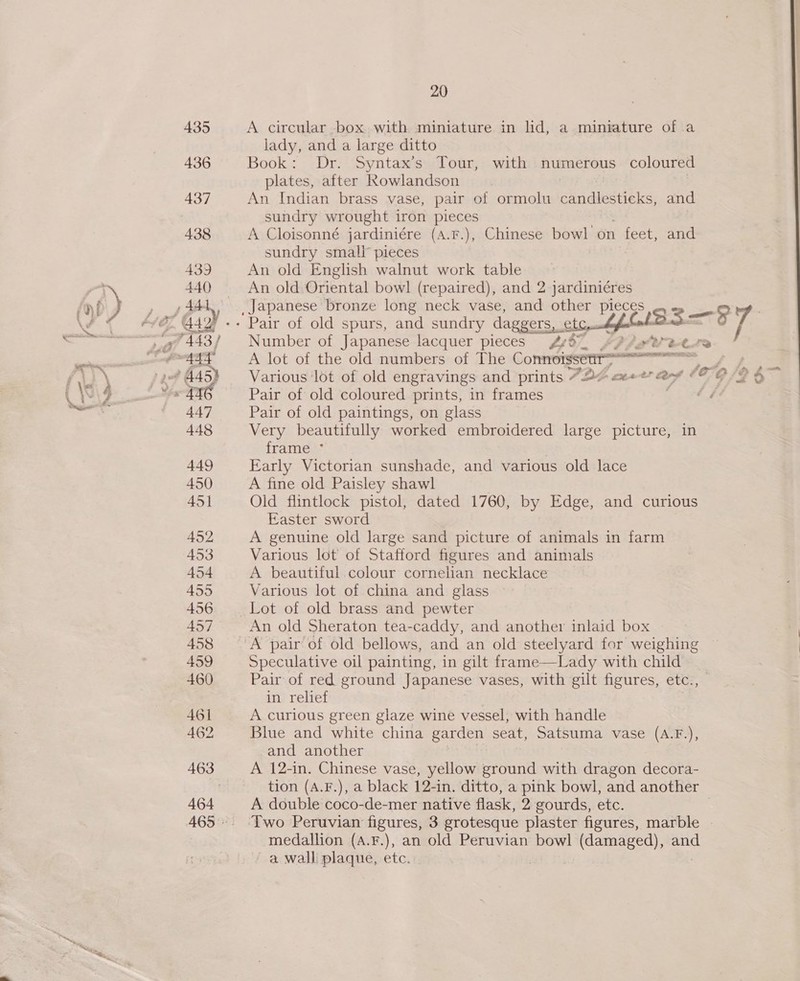 20
435 A circular box with miniature in lid, a miniature of a
lady, and a large ditto
436 Book: Dr. Syntax's Tour, with numerous coloured
plates, after Rowlandson
437 An Indian brass vase, pair of ormolu candlesticks, and
sundry wrought iron pieces
438 A Cloisonné jardiniére (A.F.), Chinese bowl on feet, and
sundry small pieces
439 An old English walnut work table
440 An old Oriental bowl (repaired), and 2 jardiniéres
441 Japanese bronze long neck vase, and other pieces
442 Pair of old spurs, and sundry daggers, etc.
443 Number of Japanese lacquer pieces
444 A lot of the old numbers of The Connoisseur
445 Various lot of old engravings and prints
446 Pair of old coloured prints, in frames
447 Pair of old paintings, on glass
448 Very beautifully worked embroidered large picture, in
frame
449 Early Victorian sunshade, and various old lace
450 A fine old Paisley shawl
451 Old flintlock pistol, dated 1760, by Edge, and curious
Easter sword
452 A genuine old large sand picture of animals in farm
453 Various lot of Stafford figures and animals
454 A beautiful colour cornelian necklace
455 Various lot of china and glass
456 Lot of old brass and pewter
457 An old Sheraton tea-caddy, and another inlaid box
458 A pair of old bellows, and an old steelyard for weighing
459 Speculative oil painting, in gilt frame—Lady with child
460 Pair of red ground Japanese vases, with gilt figures, etc.,
in relief
461 A curious green glaze wine vessel, with handle
462 Blue and white china garden seat, Satsuma vase (A.F.),
and another
463 A 12-in. Chinese vase, yellow ground with dragon decora-
tion (A.F.), a black 12-in. ditto, a pink bowl, and another
464 A double coco-de-mer native flask, 2 gourds, etc.
465 Two Peruvian figures, 3 grotesque plaster figures, marble
medallion (A.F.), an old Peruvian bowl (damaged), and
a wall plaque, etc.